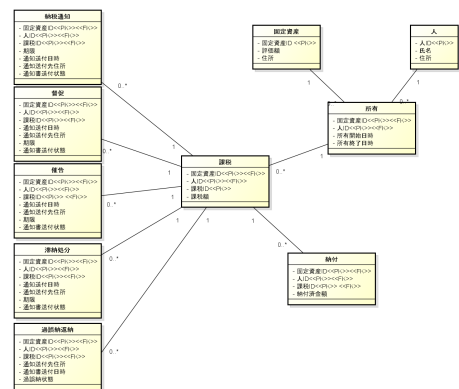 納税通知
- 固定資産ID<<PK>><<FK>>
- 人ID<<PK>><<FK>>
- 課税ID<<PK>><<FK>>
- 期限
- 通知送付日時
- 通知送付先住所
- 通知書送付状態
0..*
督促
- 固定資産ID<<PK>><<FK>>
- 人ID<<PK>><<FK>>
- 課税ID<<PK>><<FK>>
- 通知送付日時
- 通知送付先住所
- 期限
- 通知書送付状態
0..*
催告
- 固定資産ID<<PK>><<FK>>
- 人ID<<PK>><<FK>>
- 課税ID<<PK>> <<FK>>
- 通知送付日時
- 通知送付先住所
- 期限
- 通知書送付状態
0..*
滞納処分
- 固定資産ID<<PK>><<FK>>
- 人ID<<PK>><<FK>>
- 課税ID<<PK>><<FK>>
- 通知送付日時
- 通知送付先住所
- 期限
- 通知書送付状態
0..*
過誤納返納
- 固定資産ID<<PK>><<FK>>
- 人ID<<PK>><<FK>>
- 課税ID<<PK>><<FK>>
- 通知送付先住所
- 通知書送付日時
- 過誤納状態
0..*
固定資産
- 固定資産ID <<PK>>
- 評価額
- 住所
1
人
- 人ID<<PK>>
- 氏名
- 住所
1
0..*
所有
- 固定資産ID<<PK>><<FK>>
- 人ID<<PK>><<FK>>
- 所有開始日時
- 所有終了日時
1
0..*
課税
- 固定資産ID<<PK>><<FK>>
- 人ID<<PK>><<FK>>
- 課税ID<<PK>>
- 課税額
1
1
1
1
1
1
0..*
納付
- 固定資産ID<<PK>><<FK>>
- 人ID<<PK>><<FK>>
- 課税ID<<PK>> <<FK>>
- 納付済金額